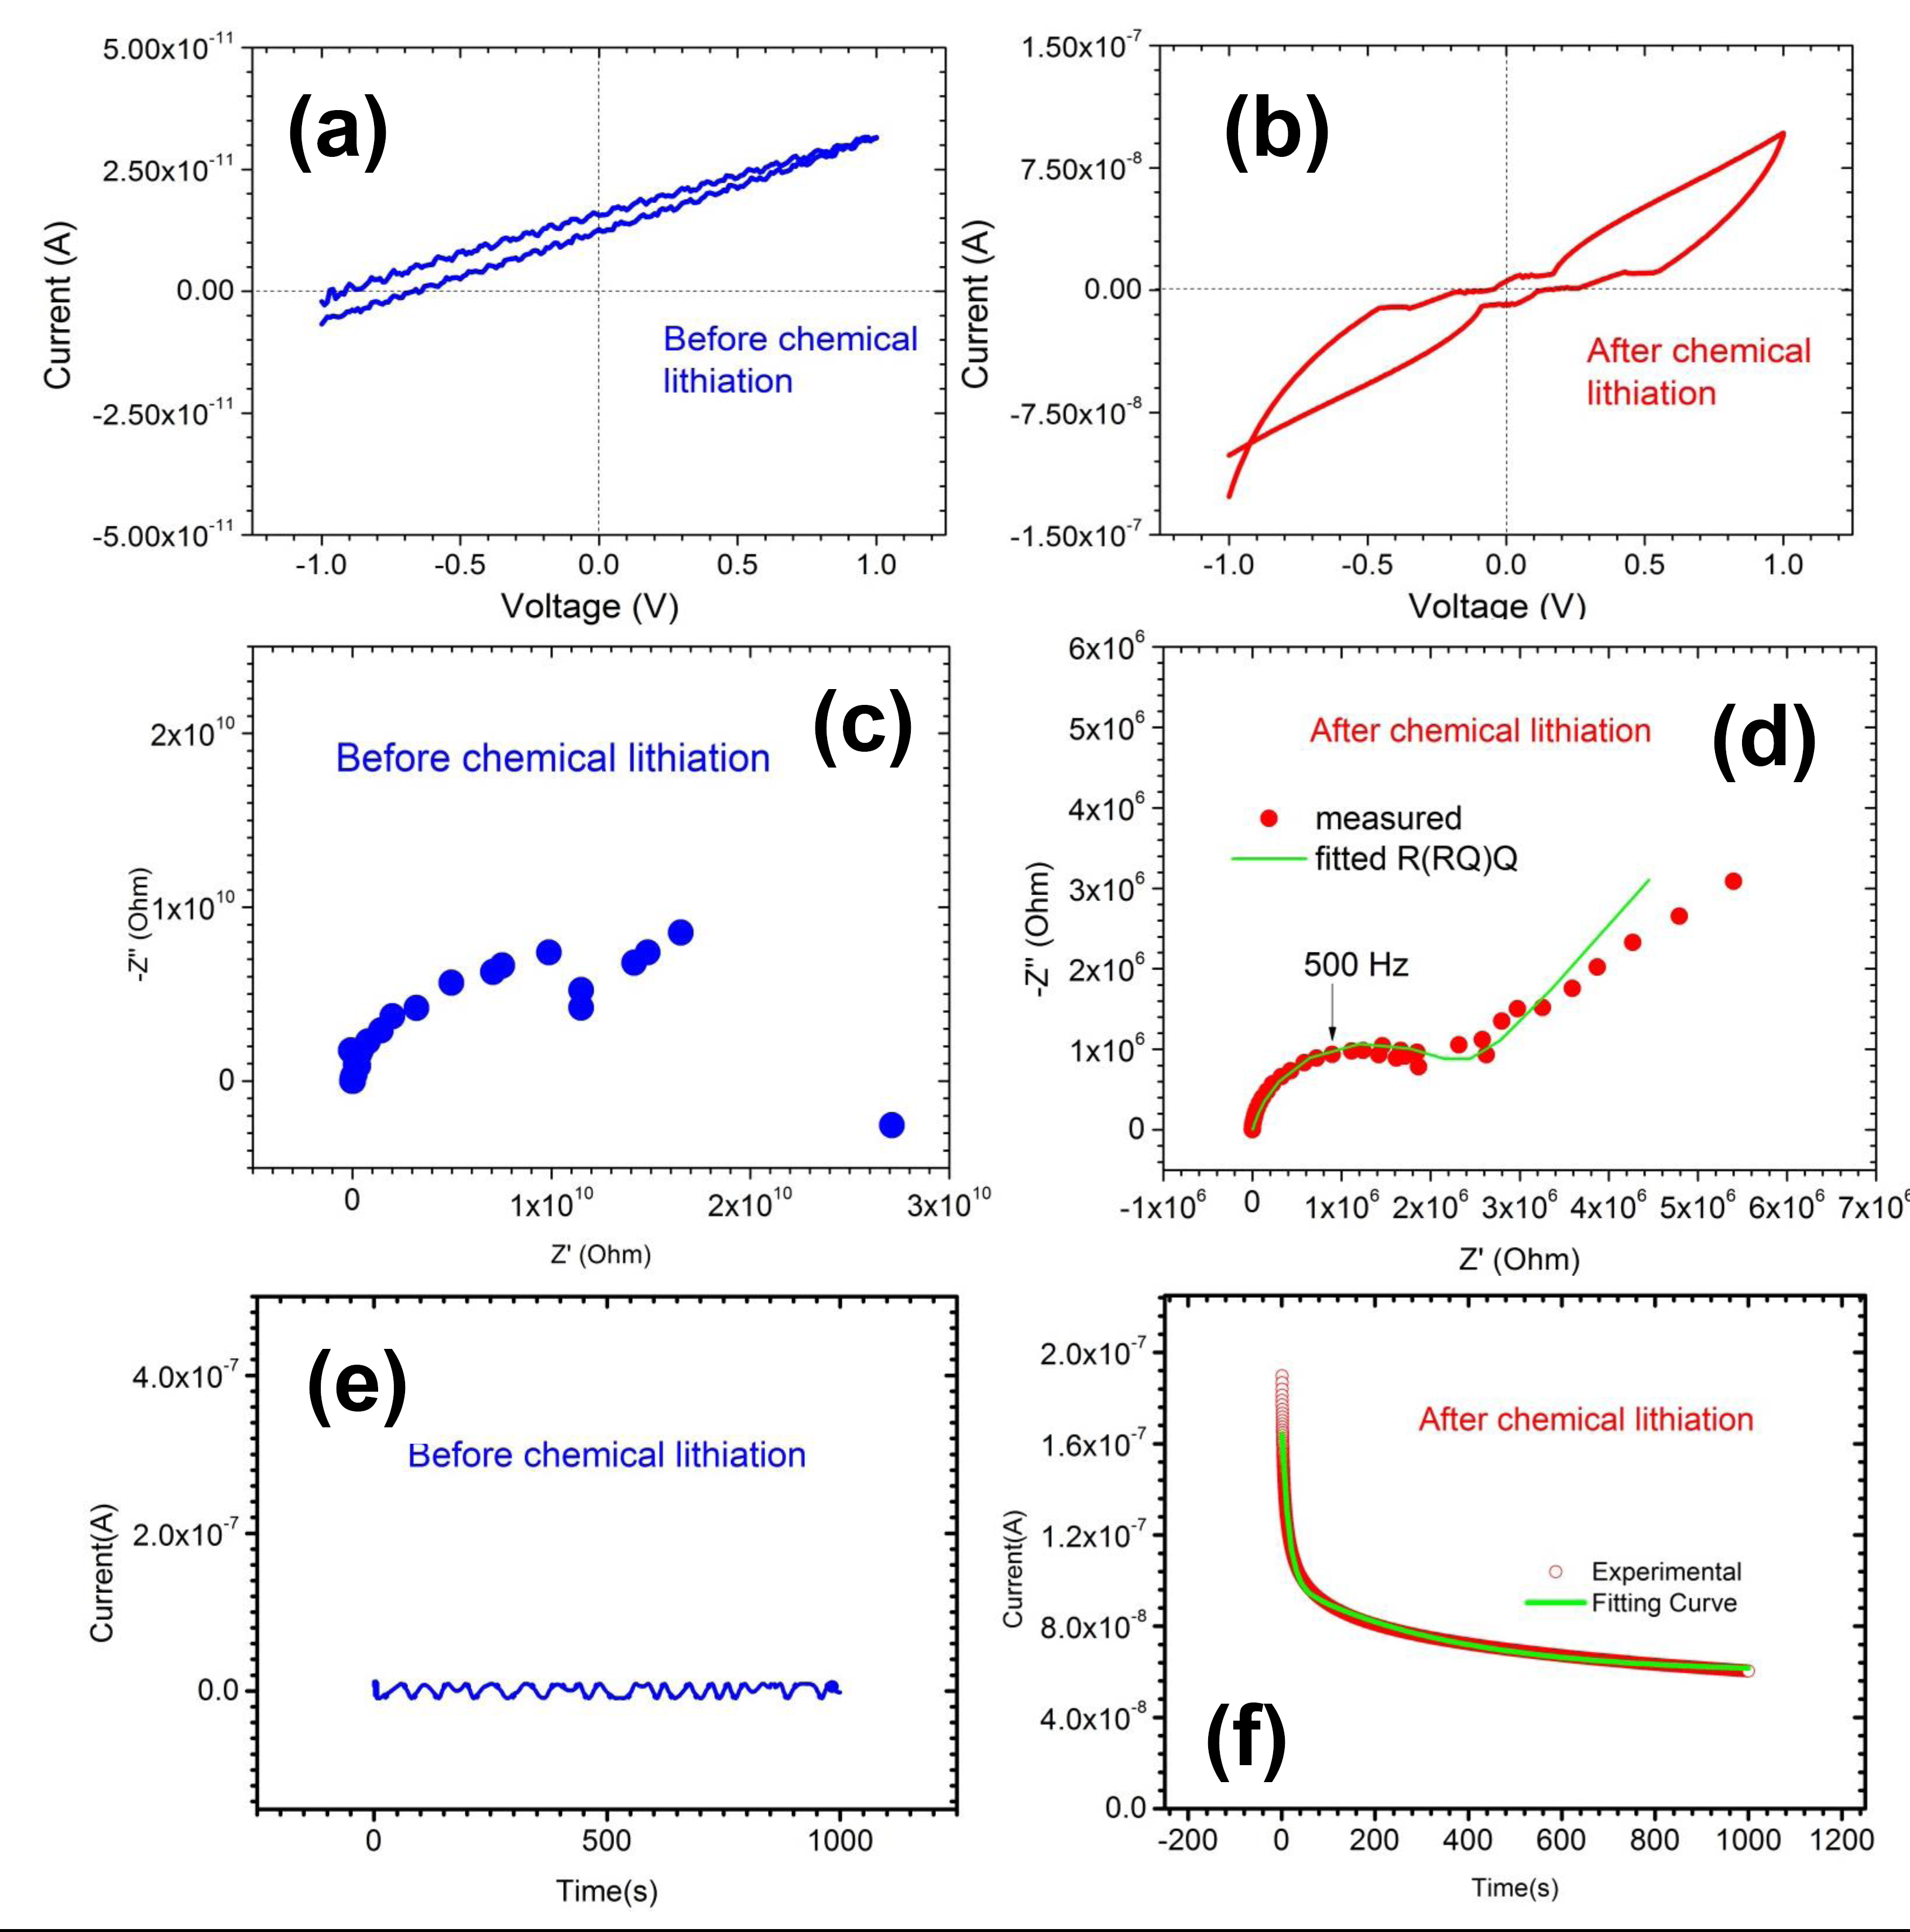 (a)
5.00x10⁻¹¹
2.50x10⁻¹¹
0.00
-2.50x10⁻¹¹
-5.00x10⁻¹¹
Current (A)
Before chemical
lithiation
-1.0 -0.5 0.0 0.5 1.0
Voltage (V)
(b)
1.50x10⁻⁷
7.50x10⁻⁸
0.00
-7.50x10⁻⁸
-1.50x10⁻⁷
Current (A)
After chemical
lithiation
-1.0 -0.5 0.0 0.5 1.0
Voltage (V)
(c)
Before chemical lithiation
2x10¹⁰
1x10¹⁰
0
-Z'' (Ohm)
0 1x10¹⁰ 2x10¹⁰ 3x10¹⁰
Z' (Ohm)
(d)
After chemical lithiation
measured
fitted R(RQ)Q
500 Hz
6x10⁶
5x10⁶
4x10⁶
3x10⁶
2x10⁶
1x10⁶
0
-Z'' (Ohm)
-1x10⁶ 0 1x10⁶ 2x10⁶ 3x10⁶ 4x10⁶ 5x10⁶ 6x10⁶ 7x10⁶
Z' (Ohm)
(e)
Before chemical lithiation
4.0x10⁻⁷
2.0x10⁻⁷
0.0
Current(A)
0 500 1000
Time(s)
(f)
After chemical lithiation
Experimental
Fitting Curve
2.0x10⁻⁷
1.6x10⁻⁷
1.2x10⁻⁷
8.0x10⁻⁸
4.0x10⁻⁸
0.0
Current(A)
-200 0 200 400 600 800 1000 1200
Time(s)